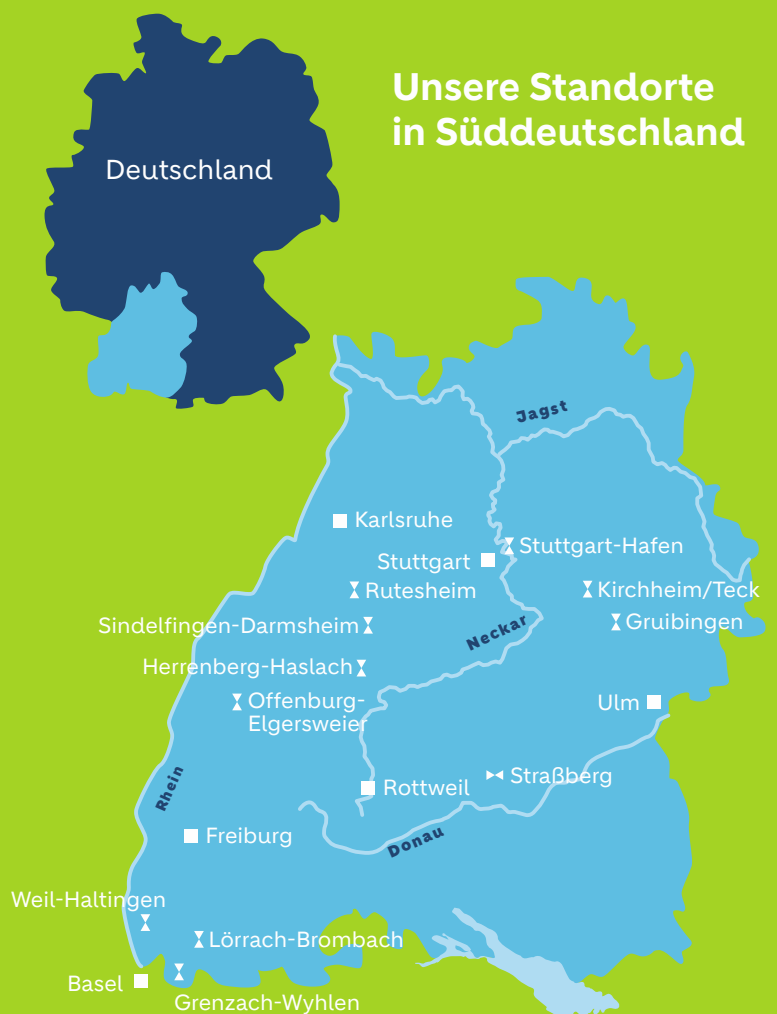 Unsere Standorte
in Süddeutschland
Deutschland
Jagst
Karlsruhe
Stuttgart-Hafen
Stuttgart
Rutesheim
Kirchheim/Teck
Sindelfingen-Darmsheim
Gruibingen
Neckar
Herrenberg-Haslach
Offenburg-
Elgersweier
Ulm
Straßberg
Rhein
Rottweil
Freiburg
Donau
Weil-Haltingen
Lörrach-Brombach
Basel
Grenzach-Wyhlen